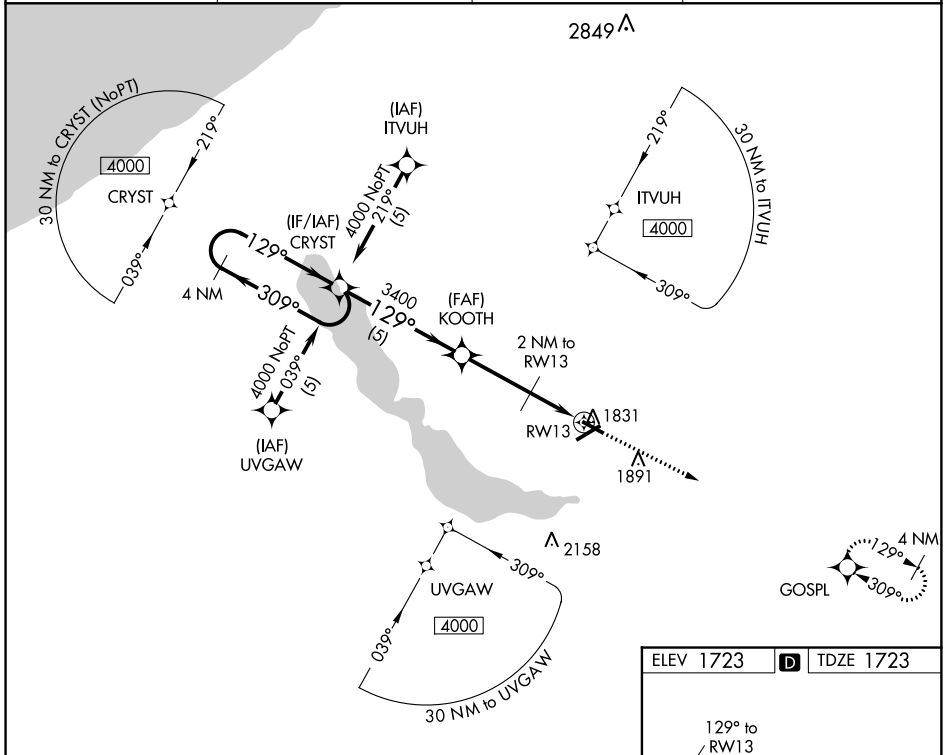 2849
30 NM to CRYST (NoPT)
219°
4000
CRYST
039°
(IAF)
ITVUH
4000 NoPT
219°
(5)
219°
30 NM to ITVUH
ITVUH
4000
309°
(IF/IAF)
CRYST
129°
4 NM
309°
3400
129°
(5)
(FAF)
KOOTH
2 NM to
RW13
4000 NoPT
039°
(5)
(IAF)
UVGAW
RW13
1831
1891
2158
309°
UVGAW
4000
039°
30 NM to UVGAW
4 NM
129°
309°
GOSPL
ELEV 1723 D TDZE 1723
129° to
RW13